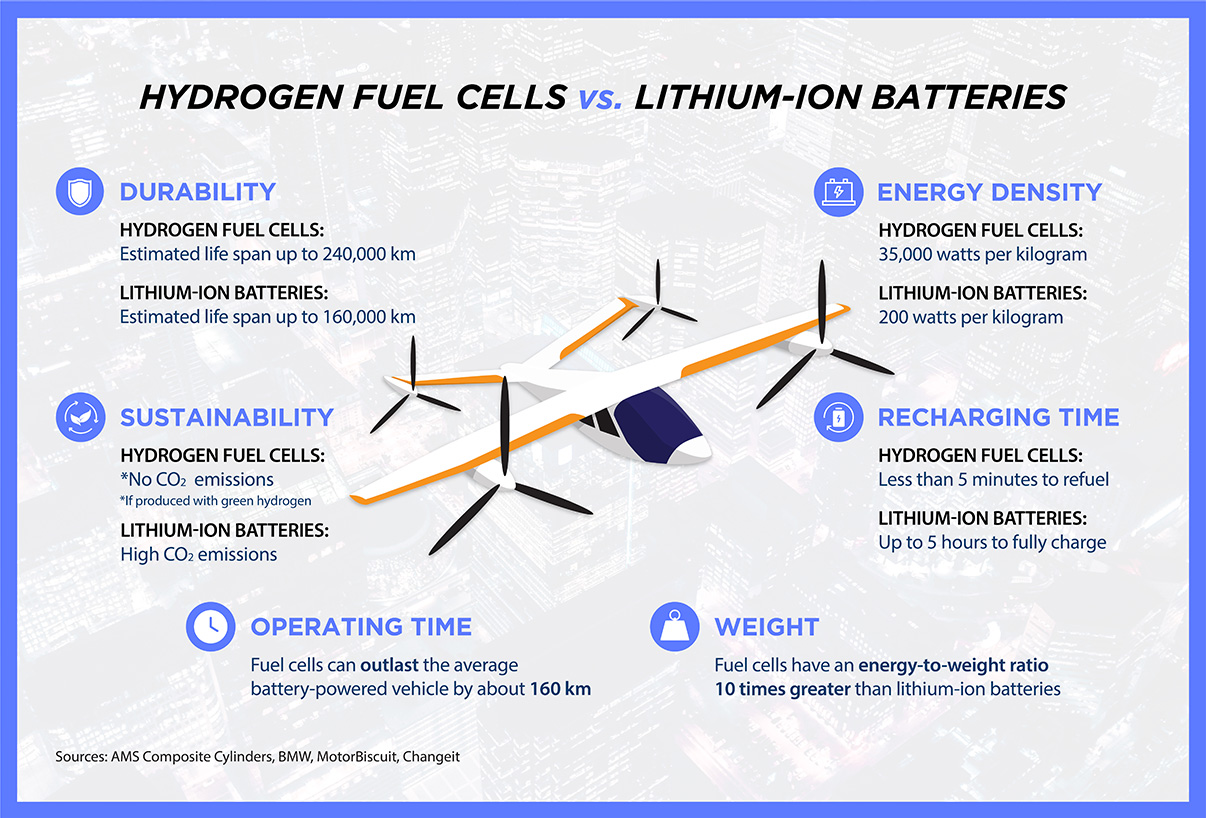 HYDROGEN FUEL CELLS vs. LITHIUM-ION BATTERIES
DURABILITY
HYDROGEN FUEL CELLS:
Estimated life span up to 240,000 km
LITHIUM-ION BATTERIES:
Estimated life span up to 160,000 km
ENERGY DENSITY
HYDROGEN FUEL CELLS:
35,000 watts per kilogram
LITHIUM-ION BATTERIES:
200 watts per kilogram
SUSTAINABILITY
HYDROGEN FUEL CELLS:
*No CO₂ emissions
*If produced with green hydrogen
LITHIUM-ION BATTERIES:
High CO₂ emissions
RECHARGING TIME
HYDROGEN FUEL CELLS:
Less than 5 minutes to refuel
LITHIUM-ION BATTERIES:
Up to 5 hours to fully charge
OPERATING TIME
Fuel cells can outlast the average
battery-powered vehicle by about 160 km
WEIGHT
Fuel cells have an energy-to-weight ratio
10 times greater than lithium-ion batteries
Sources: AMS Composite Cylinders, BMW, MotorBiscuit, Changeit